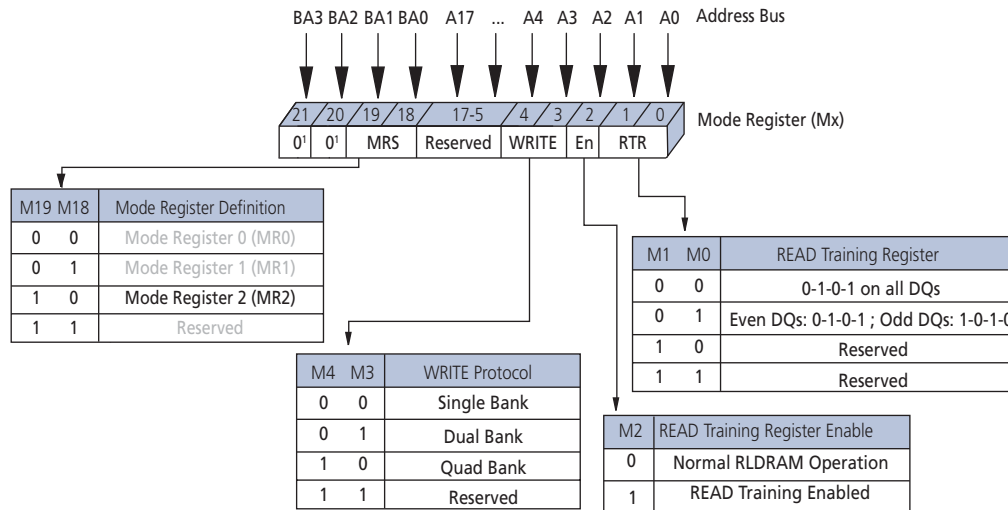 BA3 BA2 BA1 BA0 A17 ... A4 A3 A2 A1 A0 Address Bus
21 20 19 18 17-5 4 3 2 1 0 Mode Register (Mx)
0¹ 0¹ MRS Reserved WRITE En RTR
M19 M18 Mode Register Definition
0 0 Mode Register 0 (MR0)
0 1 Mode Register 1 (MR1)
1 0 Mode Register 2 (MR2)
1 1 Reserved
M1 M0 READ Training Register
0 0 0-1-0-1 on all DQs
0 1 Even DQs: 0-1-0-1 ; Odd DQs: 1-0-1-0
1 0 Reserved
1 1 Reserved
M4 M3 WRITE Protocol
0 0 Single Bank
0 1 Dual Bank
1 0 Quad Bank
1 1 Reserved
M2 READ Training Register Enable
0 Normal RLDRAM Operation
1 READ Training Enabled